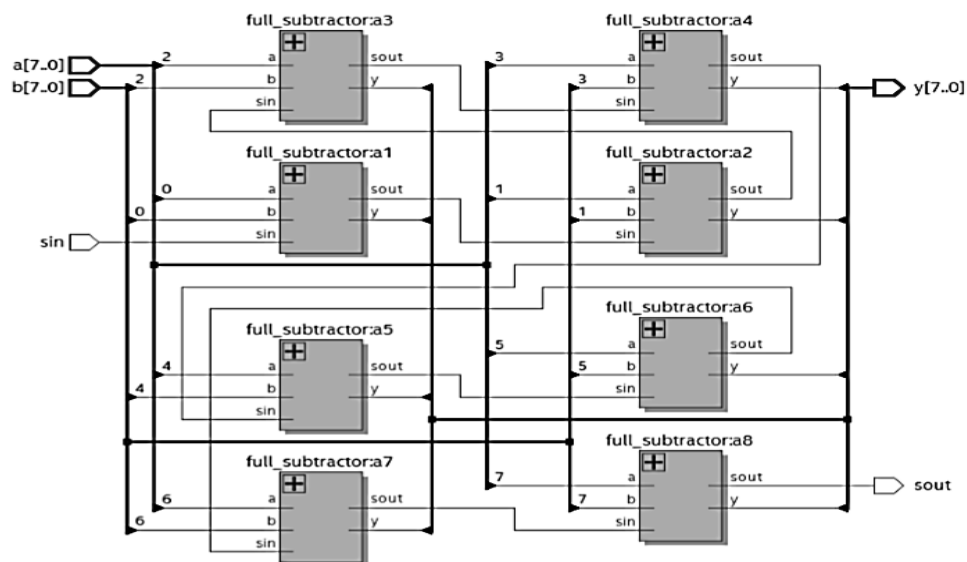 full_subtractor:a3 full_subtractor:a4
a[7..0] 2 a sout 3 a sout
b[7..0] 2 b y 3 b y y[7..0]
sin sin
full_subtractor:a1 full_subtractor:a2
0 a sout 1 a sout
0 b y 1 b y
sin sin sin
full_subtractor:a6
full_subtractor:a5 5 a sout
4 a sout 5 b y
4 b y sin
sin
full_subtractor:a8
full_subtractor:a7 7 a sout sout
6 a sout 7 b y
6 b y sin
sin